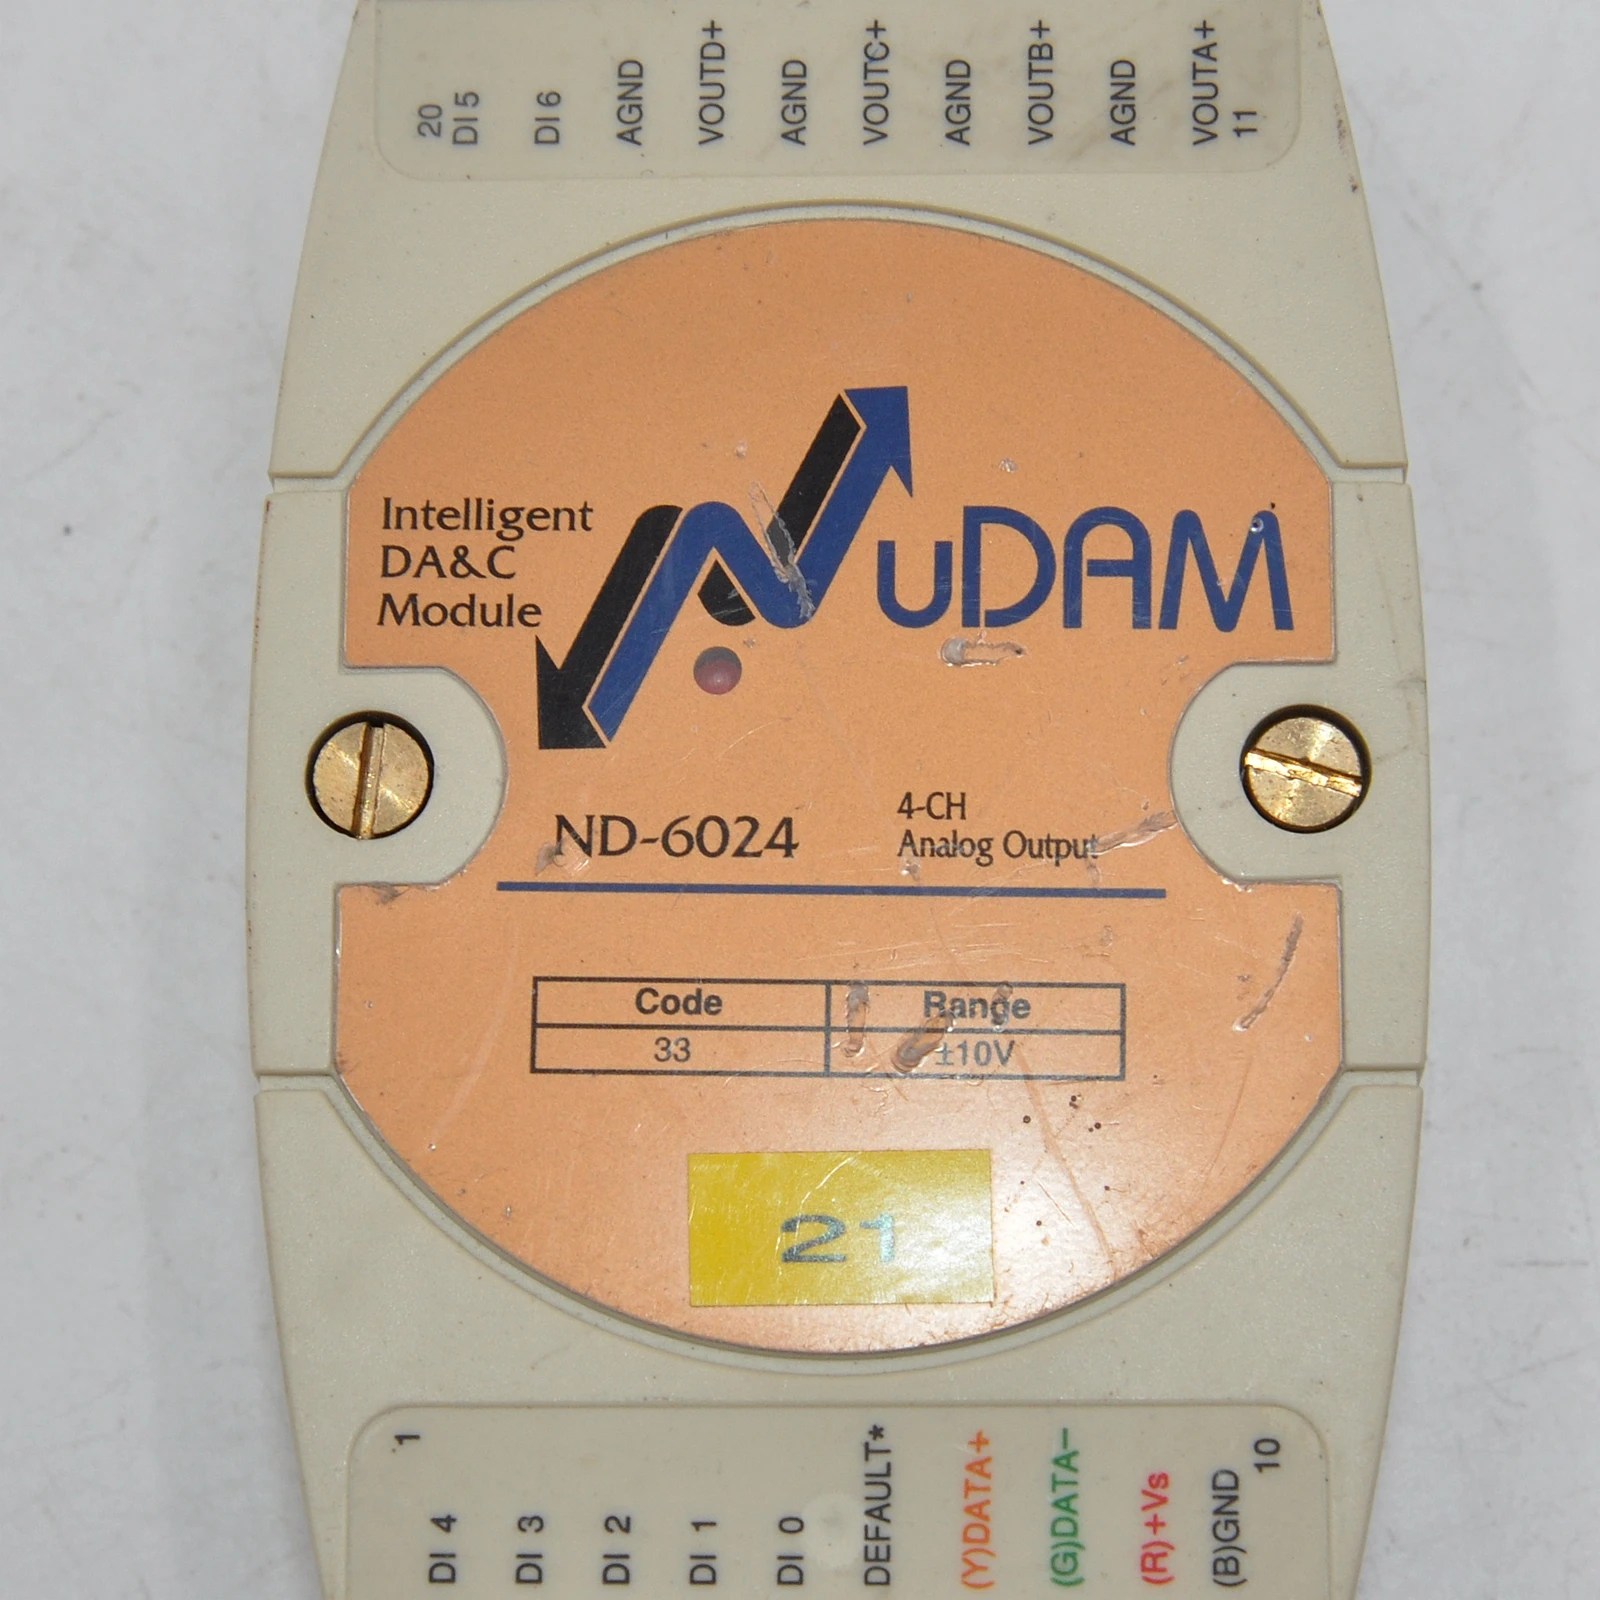 20
DI 5
DI 6
AGND
VOUTD+
AGND
VOUTC+
AGND
VOUTB+
AGND
VOUTA+
11
Intelligent
DA&C
Module
NuDAM
ND-6024
4-CH
Analog Output
Code Range
33 ±10V
21
1
DI 4
DI 3
DI 2
DI 1
DI 0
DEFAULT*
(Y)DATA+
(G)DATA-
(R)+Vs
(B)GND
10